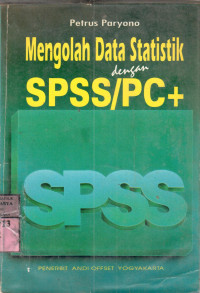 Petrus Paryono
Mengolah Data Statistik
dengan
SPSS/PC+
SPSS
PENERBIT ANDI OFFSET YOGYAKARTA